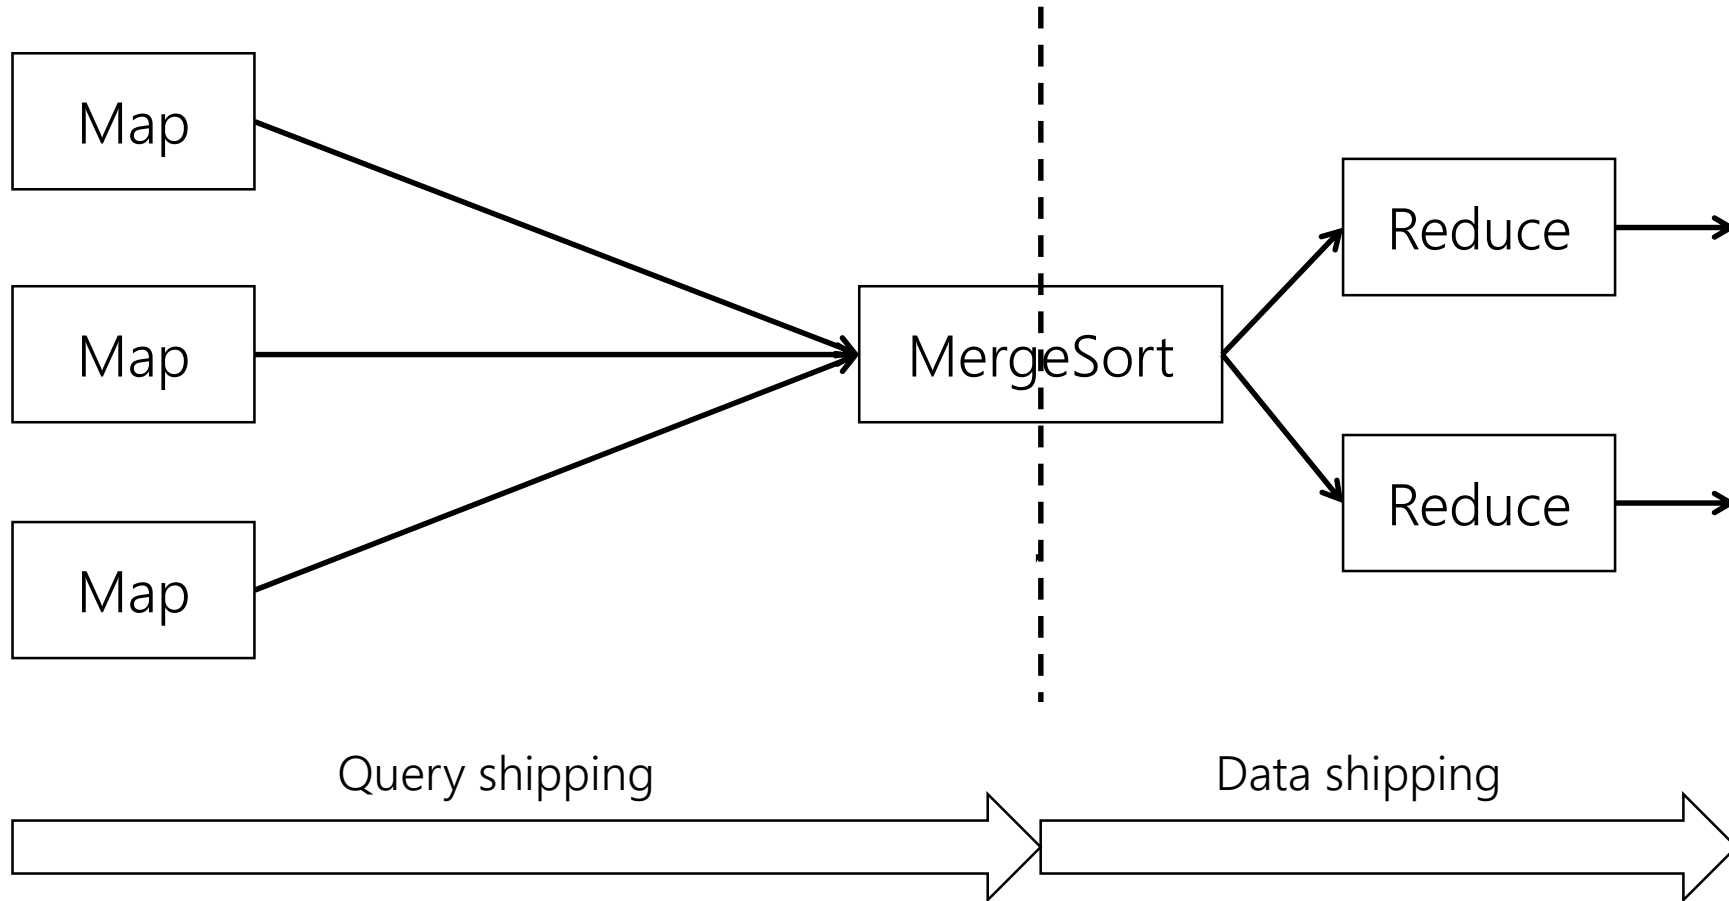 Map
Map
Map
MergeSort
Reduce
Reduce
Query shipping
Data shipping